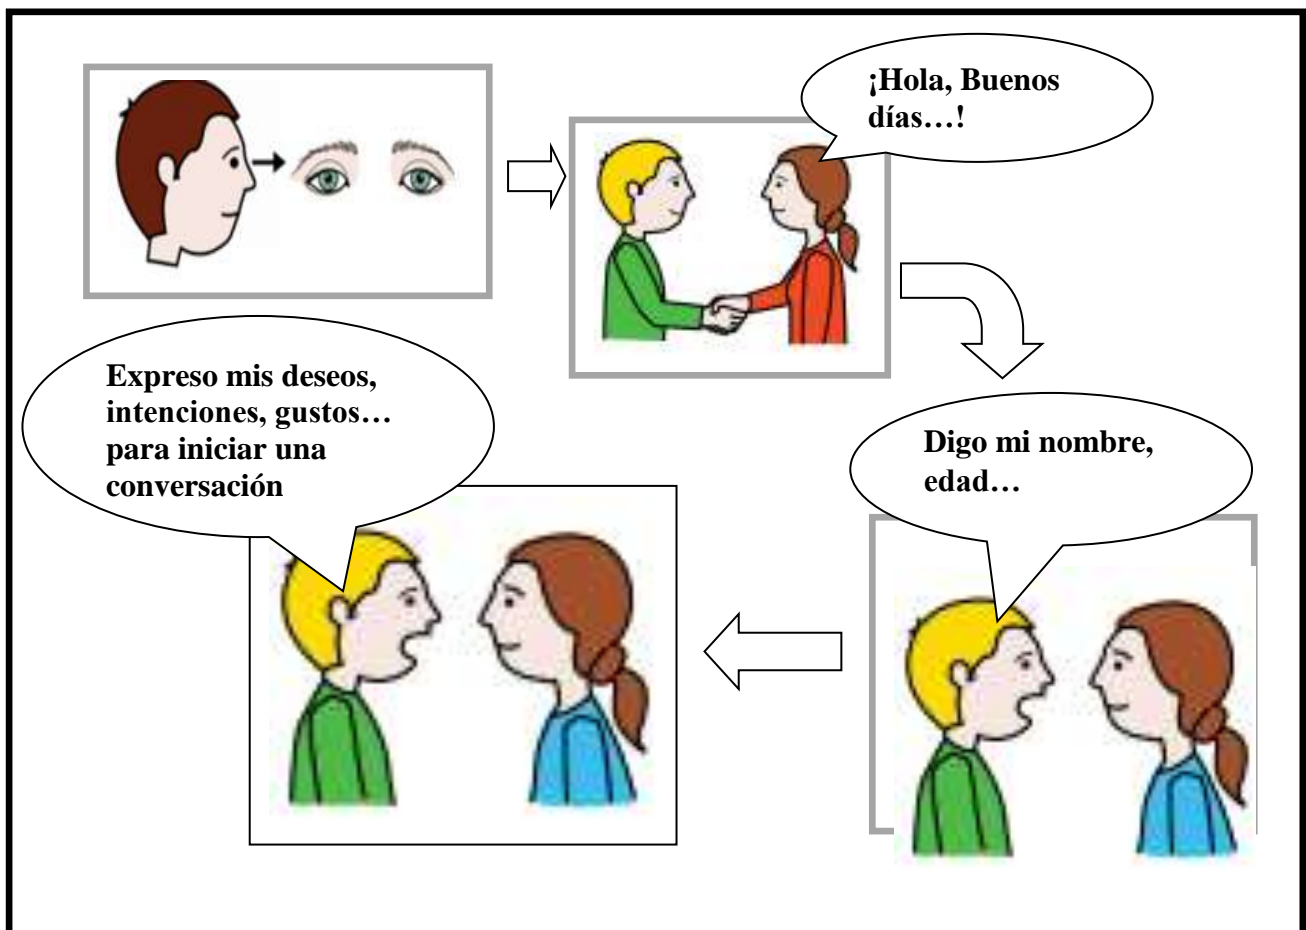 ¡Hola, Buenos
días…!
Digo mi nombre,
edad…
Expreso mis deseos,
intenciones, gustos…
para iniciar una
conversación